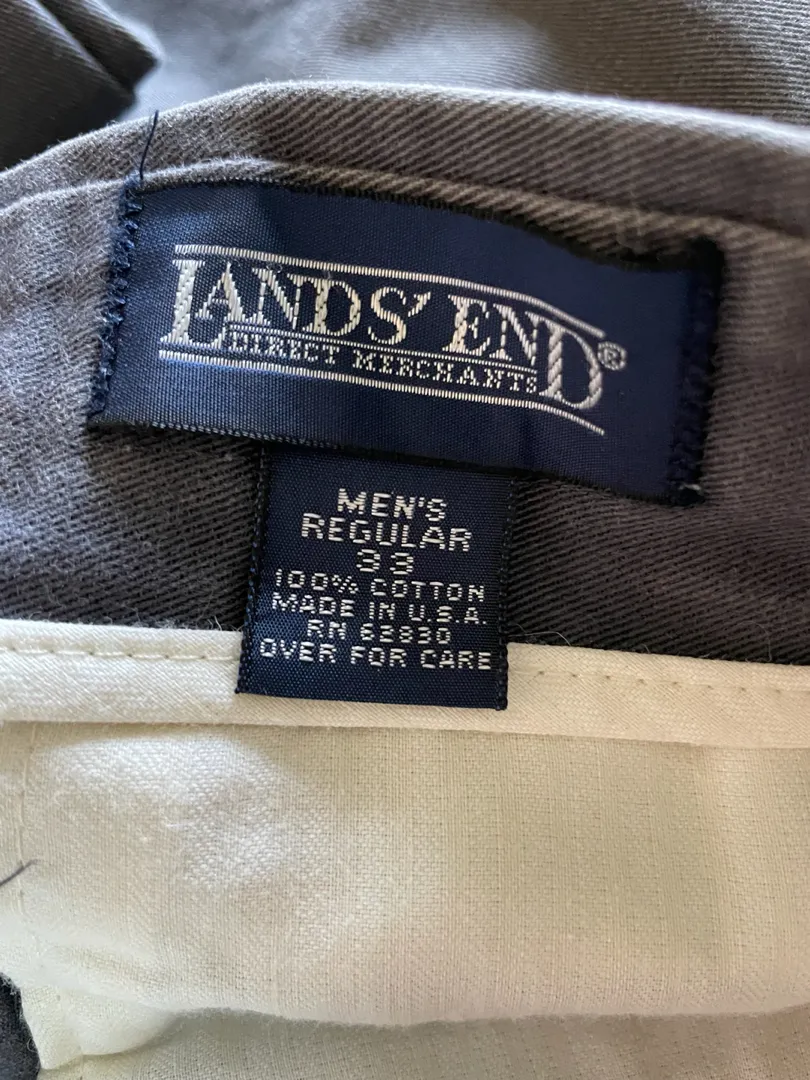 LANDS' END®
DIRECT MERCHANTS
MEN'S
REGULAR
33
100% COTTON
MADE IN U.S.A.
RN 62830
OVER FOR CARE